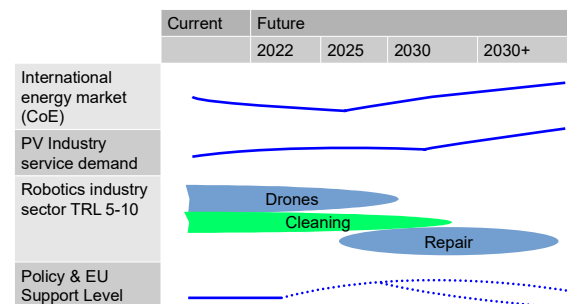 Current Future
2022 2025 2030 2030+
International
energy market
(CoE)
PV Industry
service demand
Robotics industry
sector TRL 5-10
Drones
Cleaning
Repair
Policy & EU
Support Level